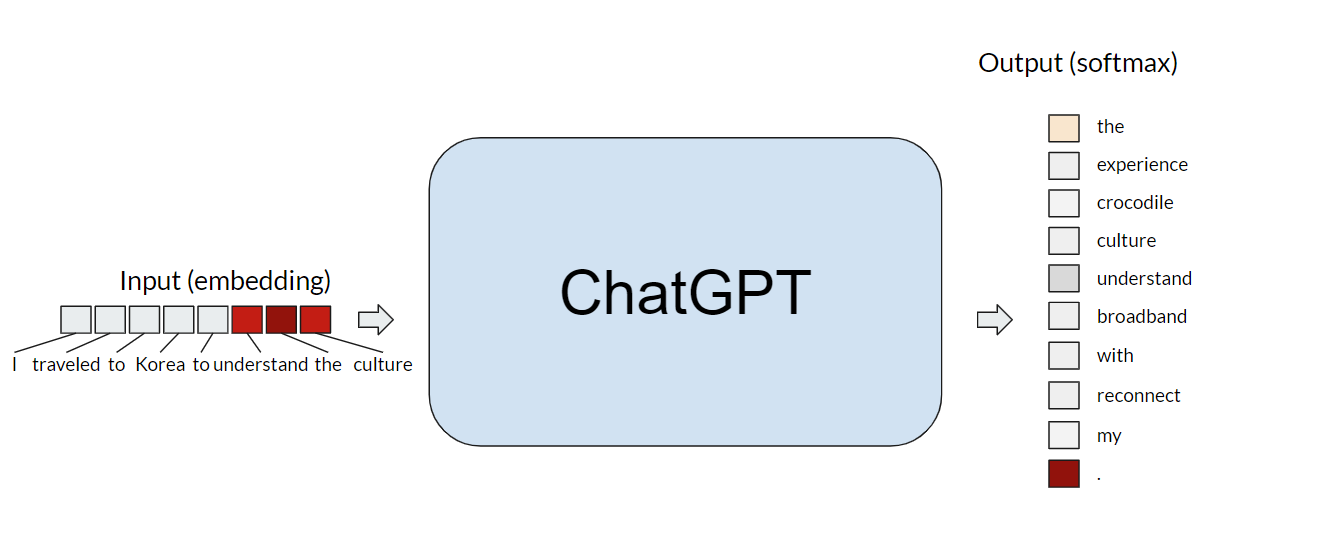 Output (softmax)
the
experience
crocodile
culture
understand
broadband
with
reconnect
my
.
ChatGPT
Input (embedding)
I traveled to Korea to understand the culture